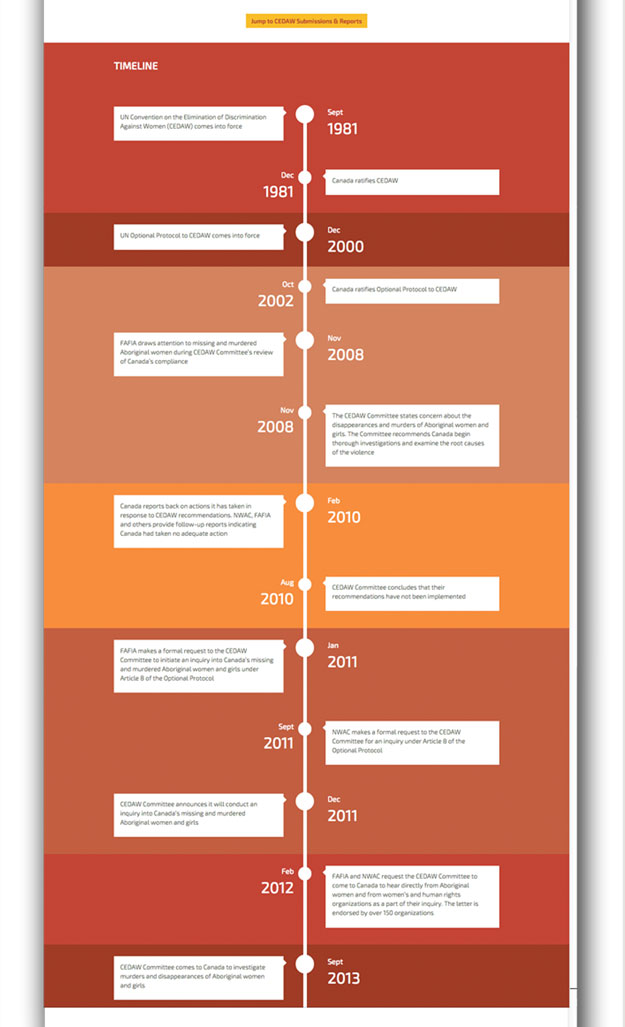 Jump to CEDAW Submissions & Reports
TIMELINE
UN Convention on the Elimination of Discrimination
Against Women (CEDAW) comes into force
Sept
1981
Dec
1981
Canada ratifies CEDAW
UN Optional Protocol to CEDAW comes into force
Dec
2000
Oct
2002
Canada ratifies Optional Protocol to CEDAW
FAFIA draws attention to missing and murdered
Aboriginal women during CEDAW Committee's review
of Canada's compliance
Nov
2008
Nov
2008
The CEDAW Committee states concern about the
disappearances and murders of Aboriginal women and
girls. The Committee recommends Canada begin
thorough investigations and examine the root causes
of the violence
Canada reports back on actions it has taken in
response to CEDAW recommendations. NWAC, FAFIA
and others provide follow-up reports indicating
Canada had taken no adequate action
Feb
2010
Aug
2010
CEDAW Committee concludes that their
recommendations have not been implemented
FAFIA makes a formal request to the CEDAW
Committee to initiate an inquiry into Canada's missing
and murdered Aboriginal women and girls under
Article 8 of the Optional Protocol
Jan
2011
Sept
2011
NWAC makes a formal request to the CEDAW
Committee for an inquiry under Article 8 of the
Optional Protocol
CEDAW Committee announces it will conduct an
inquiry into Canada's missing and murdered
Aboriginal women and girls
Dec
2011
Feb
2012
FAFIA and NWAC request the CEDAW Committee to
come to Canada to hear directly from Aboriginal
women and from women's and human rights
organizations as a part of their inquiry. The letter is
endorsed by over 150 organizations
CEDAW Committee comes to Canada to investigate
murders and disappearances of Aboriginal women
and girls
Sept
2013